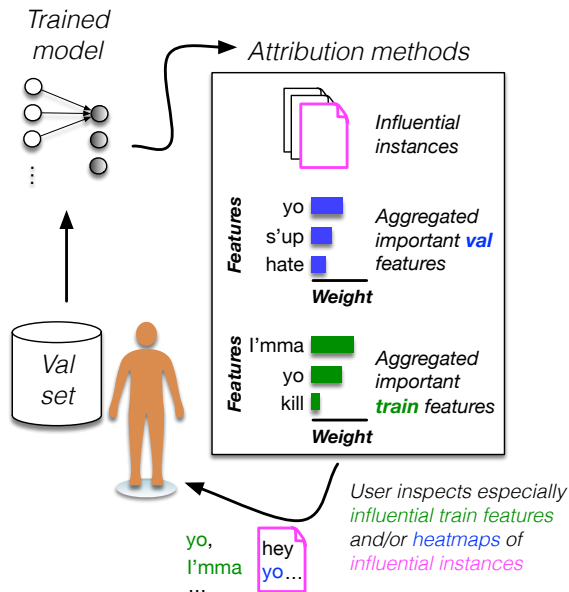 Trained
model
Attribution methods
...
Influential
instances
Features
yo
s'up
hate
Weight
Aggregated
important val
features
Features
I'mma
yo
kill
Weight
Aggregated
important
train features
Val
set
User inspects especially
influential train features
and/or heatmaps of
influential instances
yo,
I'mma
...
hey
yo...